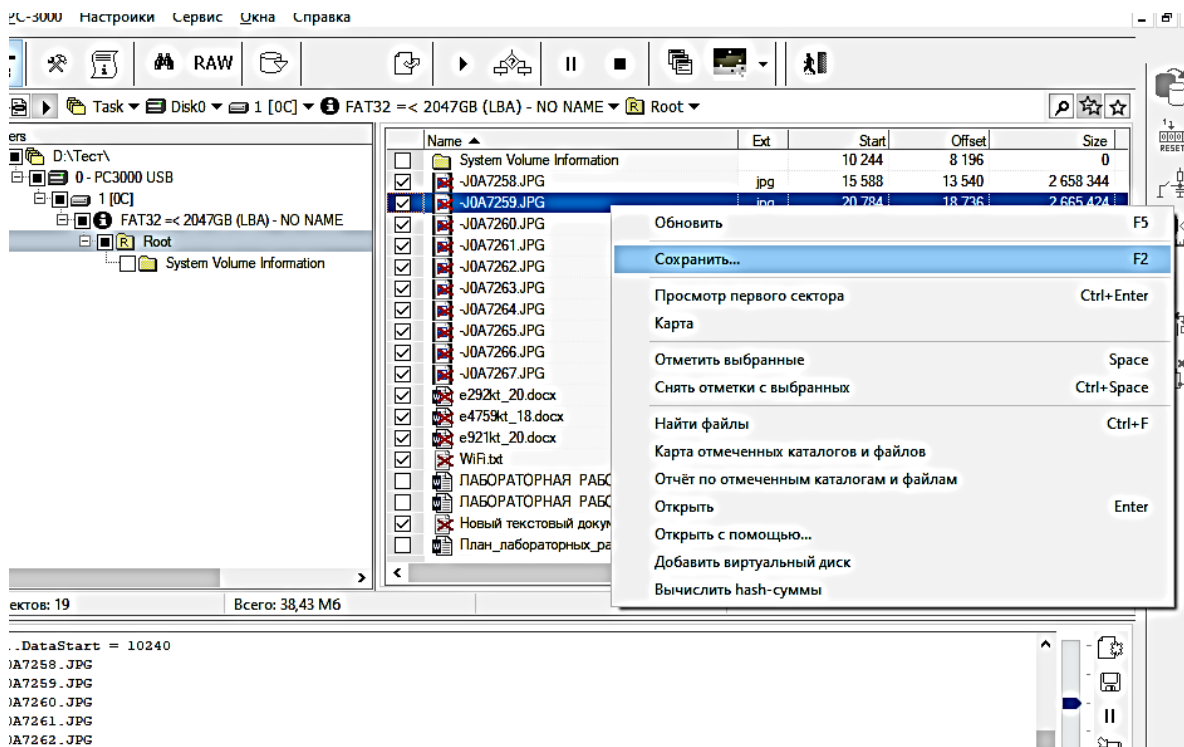 PC-3000 Настройки Сервис Окна Справка
RAW
Task Disk0 1 [0C] FAT32 =< 2047GB (LBA) - NO NAME Root
ers
D:\Тест\
0 - PC3000 USB
1 [0C]
FAT32 =< 2047GB (LBA) - NO NAME
Root
System Volume Information
Name Ext Start Offset Size
System Volume Information 10 244 8 196 0
-J0A7258.JPG jpg 15 588 13 540 2 658 344
-J0A7259.JPG jpg 20 784 18 736 2 665 424
-J0A7260.JPG
-J0A7261.JPG
-J0A7262.JPG
-J0A7263.JPG
-J0A7264.JPG
-J0A7265.JPG
-J0A7266.JPG
-J0A7267.JPG
e292kt_20.docx
e4759kt_18.docx
e921kt_20.docx
WiFi.txt
ЛАБОРАТОРНАЯ РАБО
ЛАБОРАТОРНАЯ РАБО
Новый текстовый докум
План_лабораторных_ра
Обновить F5
Сохранить... F2
Просмотр первого сектора Ctrl+Enter
Карта
Отметить выбранные Space
Снять отметки с выбранных Ctrl+Space
Найти файлы Ctrl+F
Карта отмеченных каталогов и файлов
Отчёт по отмеченным каталогам и файлам
Открыть Enter
Открыть с помощью...
Добавить виртуальный диск
Вычислить hash-суммы
RESET
ектов: 19 Всего: 38,43 Мб
..DataStart = 10240
0A7258.JPG
0A7259.JPG
0A7260.JPG
0A7261.JPG
0A7262.JPG